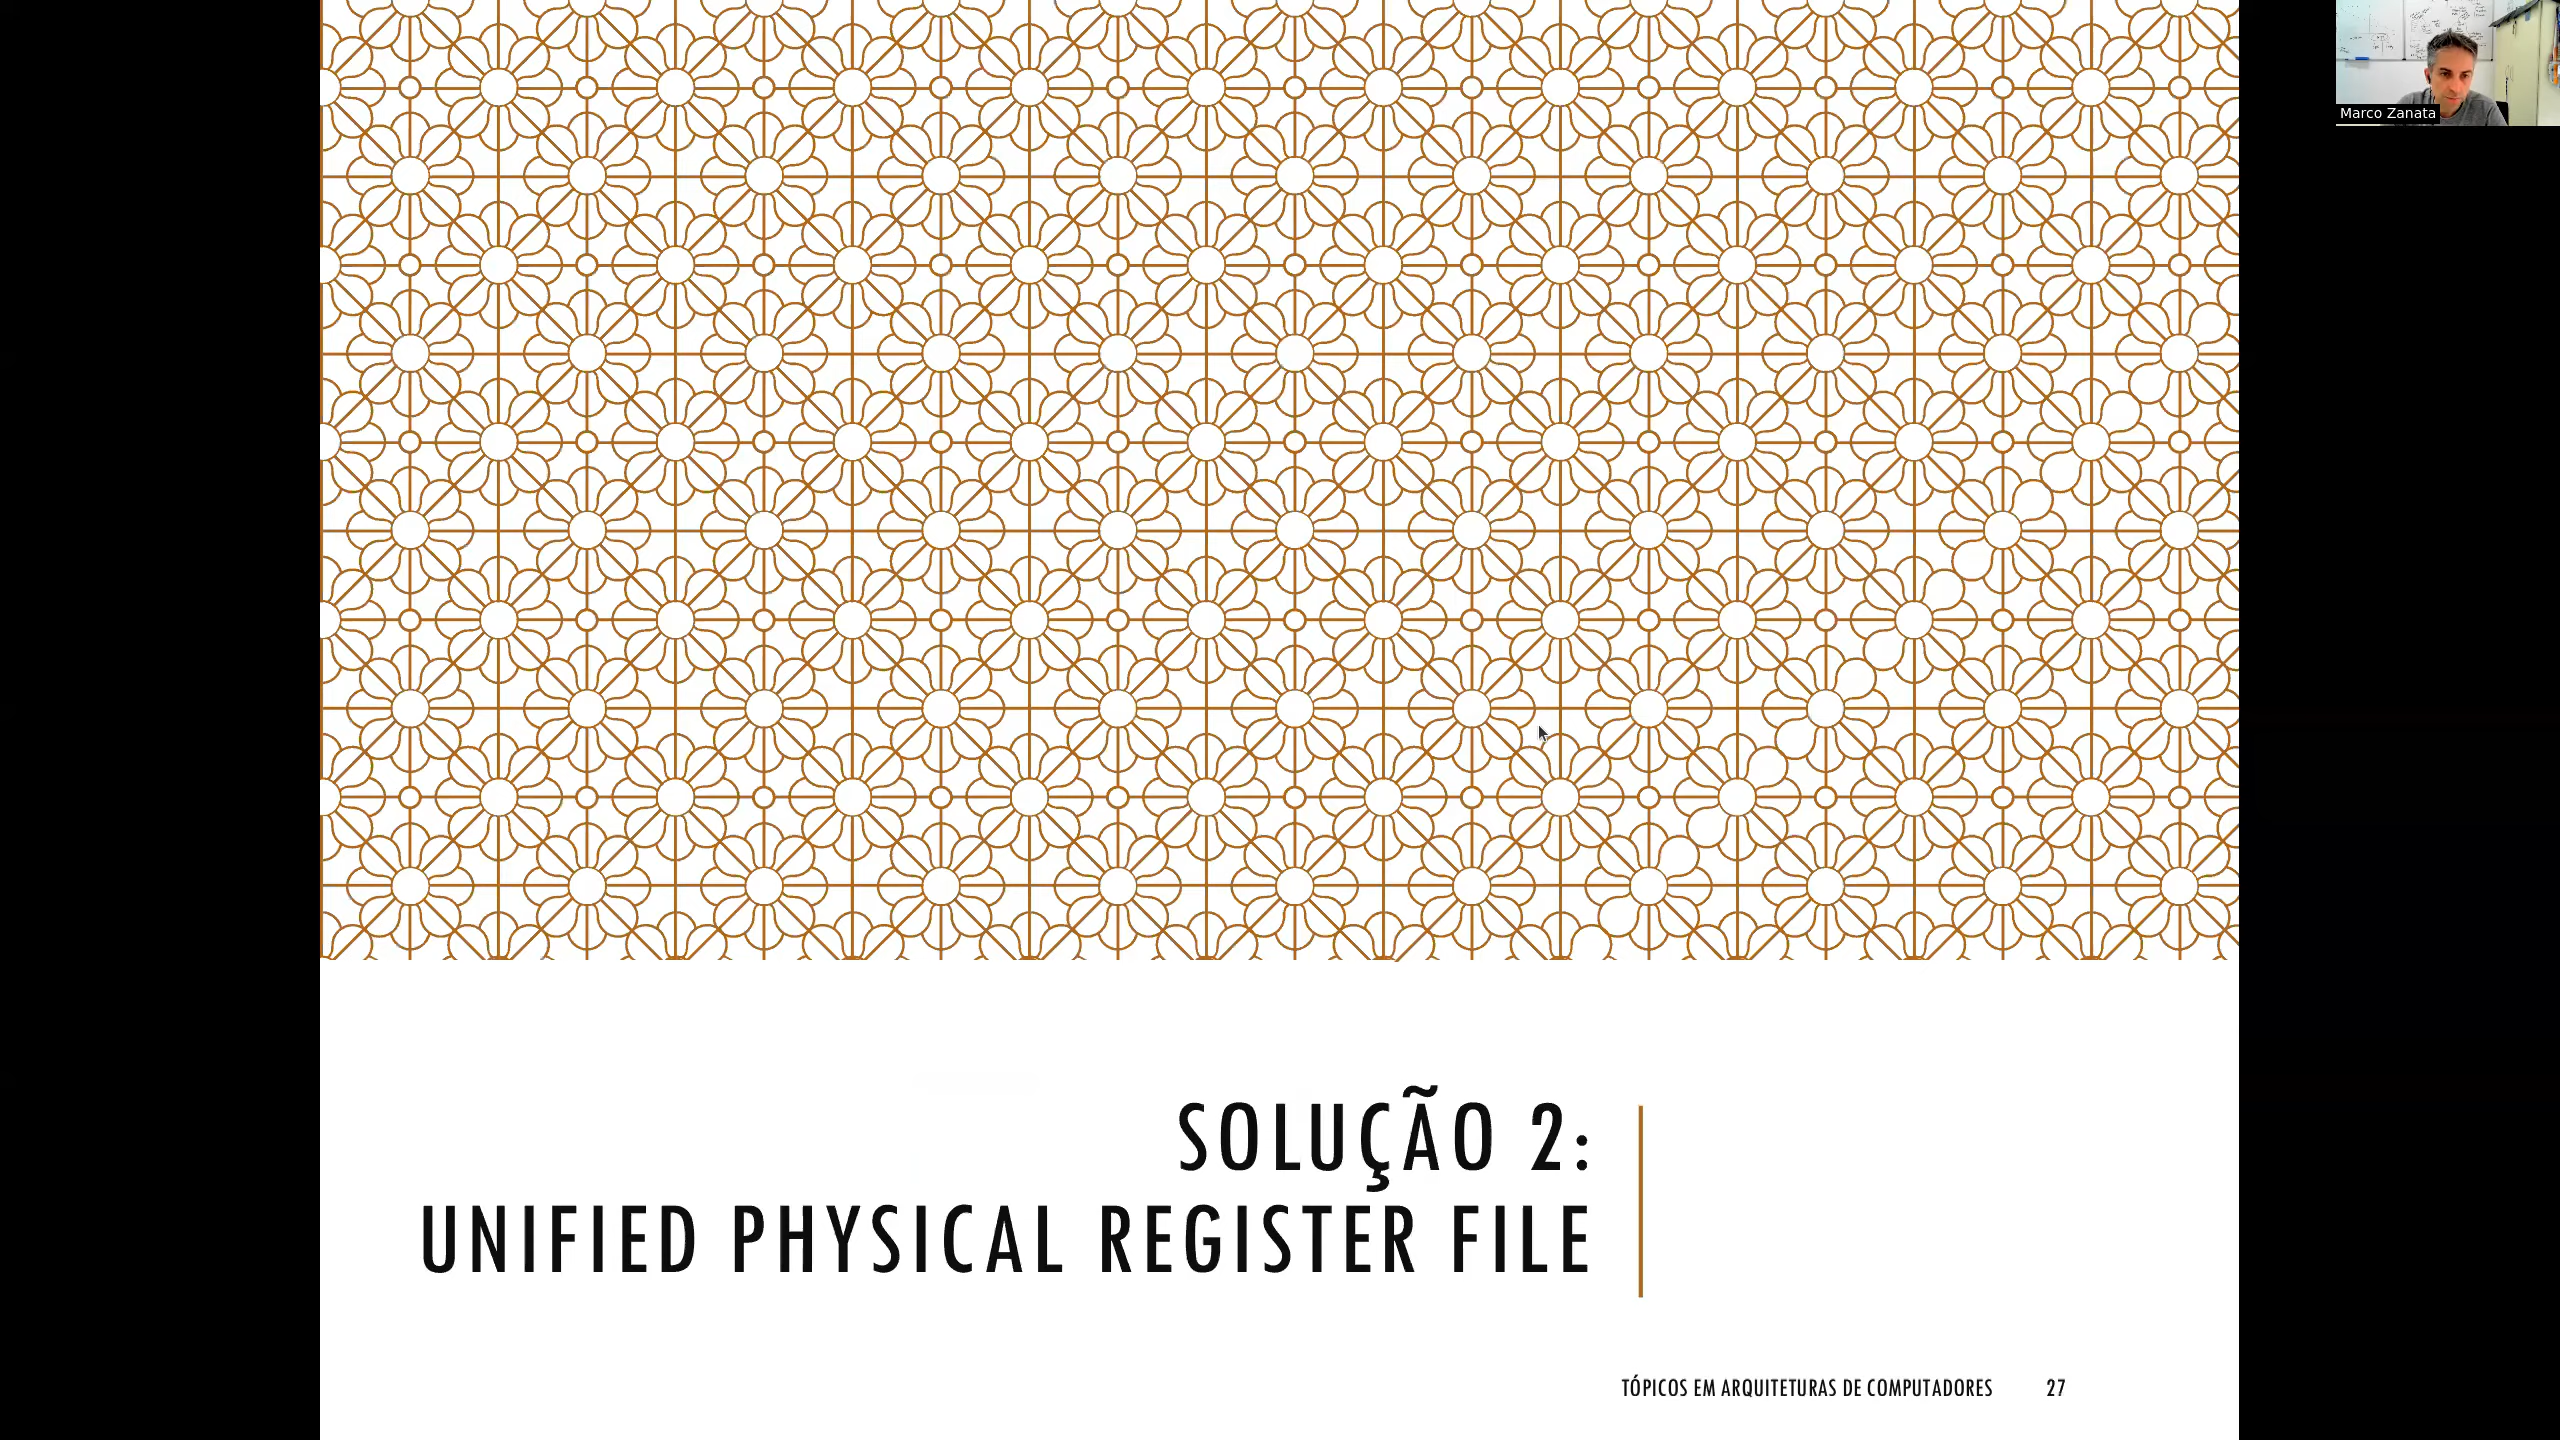 Marco Zanata
SOLUÇÃO 2:
UNIFIED PHYSICAL REGISTER FILE
TÓPICOS EM ARQUITETURAS DE COMPUTADORES 27